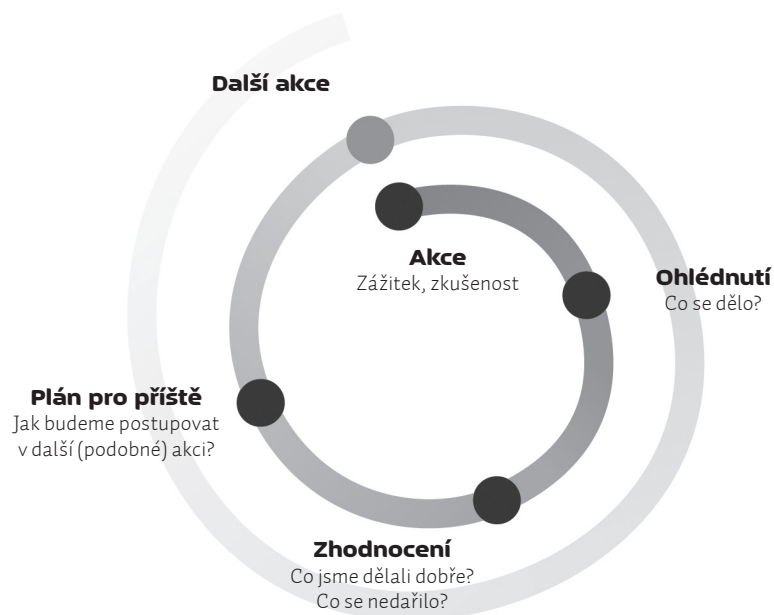 Další akce
Akce
Zážitek, zkušenost
Ohlédnutí
Co se dělo?
Zhodnocení
Co jsme dělali dobře?
Co se nedařilo?
Plán pro příště
Jak budeme postupovat
v další (podobné) akci?